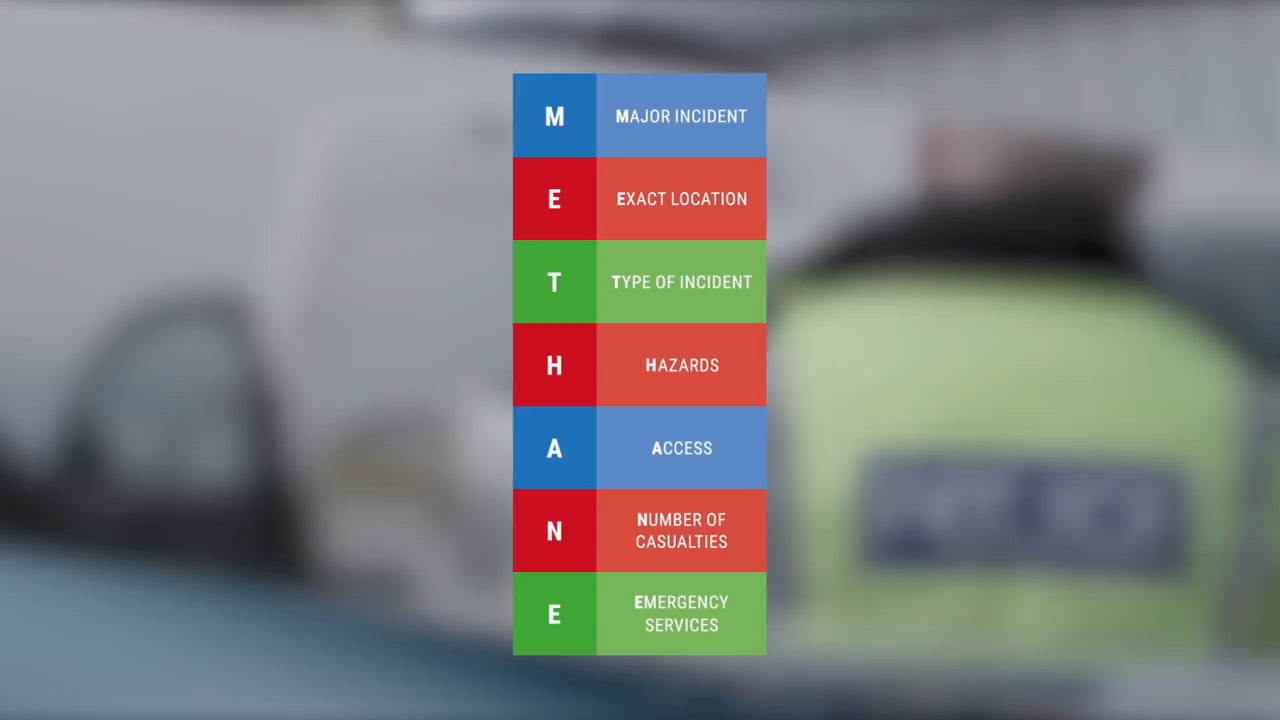 M MAJOR INCIDENT
E EXACT LOCATION
T TYPE OF INCIDENT
H HAZARDS
A ACCESS
N NUMBER OF
CASUALTIES
E EMERGENCY
SERVICES